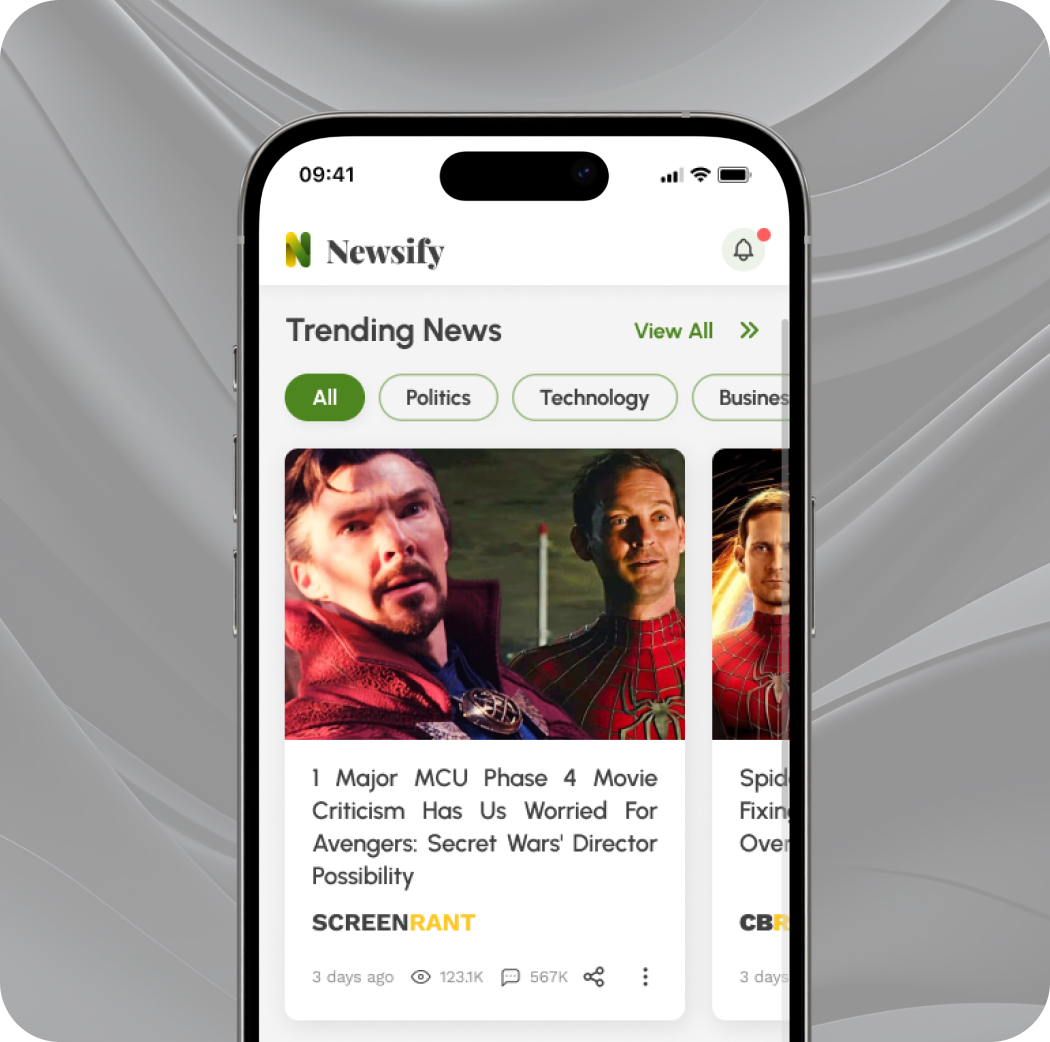 09:41
Newsify
Trending News
View All
All
Politics
Technology
Busines
1 Major MCU Phase 4 Movie
Criticism Has Us Worried For
Avengers: Secret Wars' Director
Possibility
SCREENRANT
3 days ago
123.1K
567K
Spid
Fixing
Over
CBR
3 days